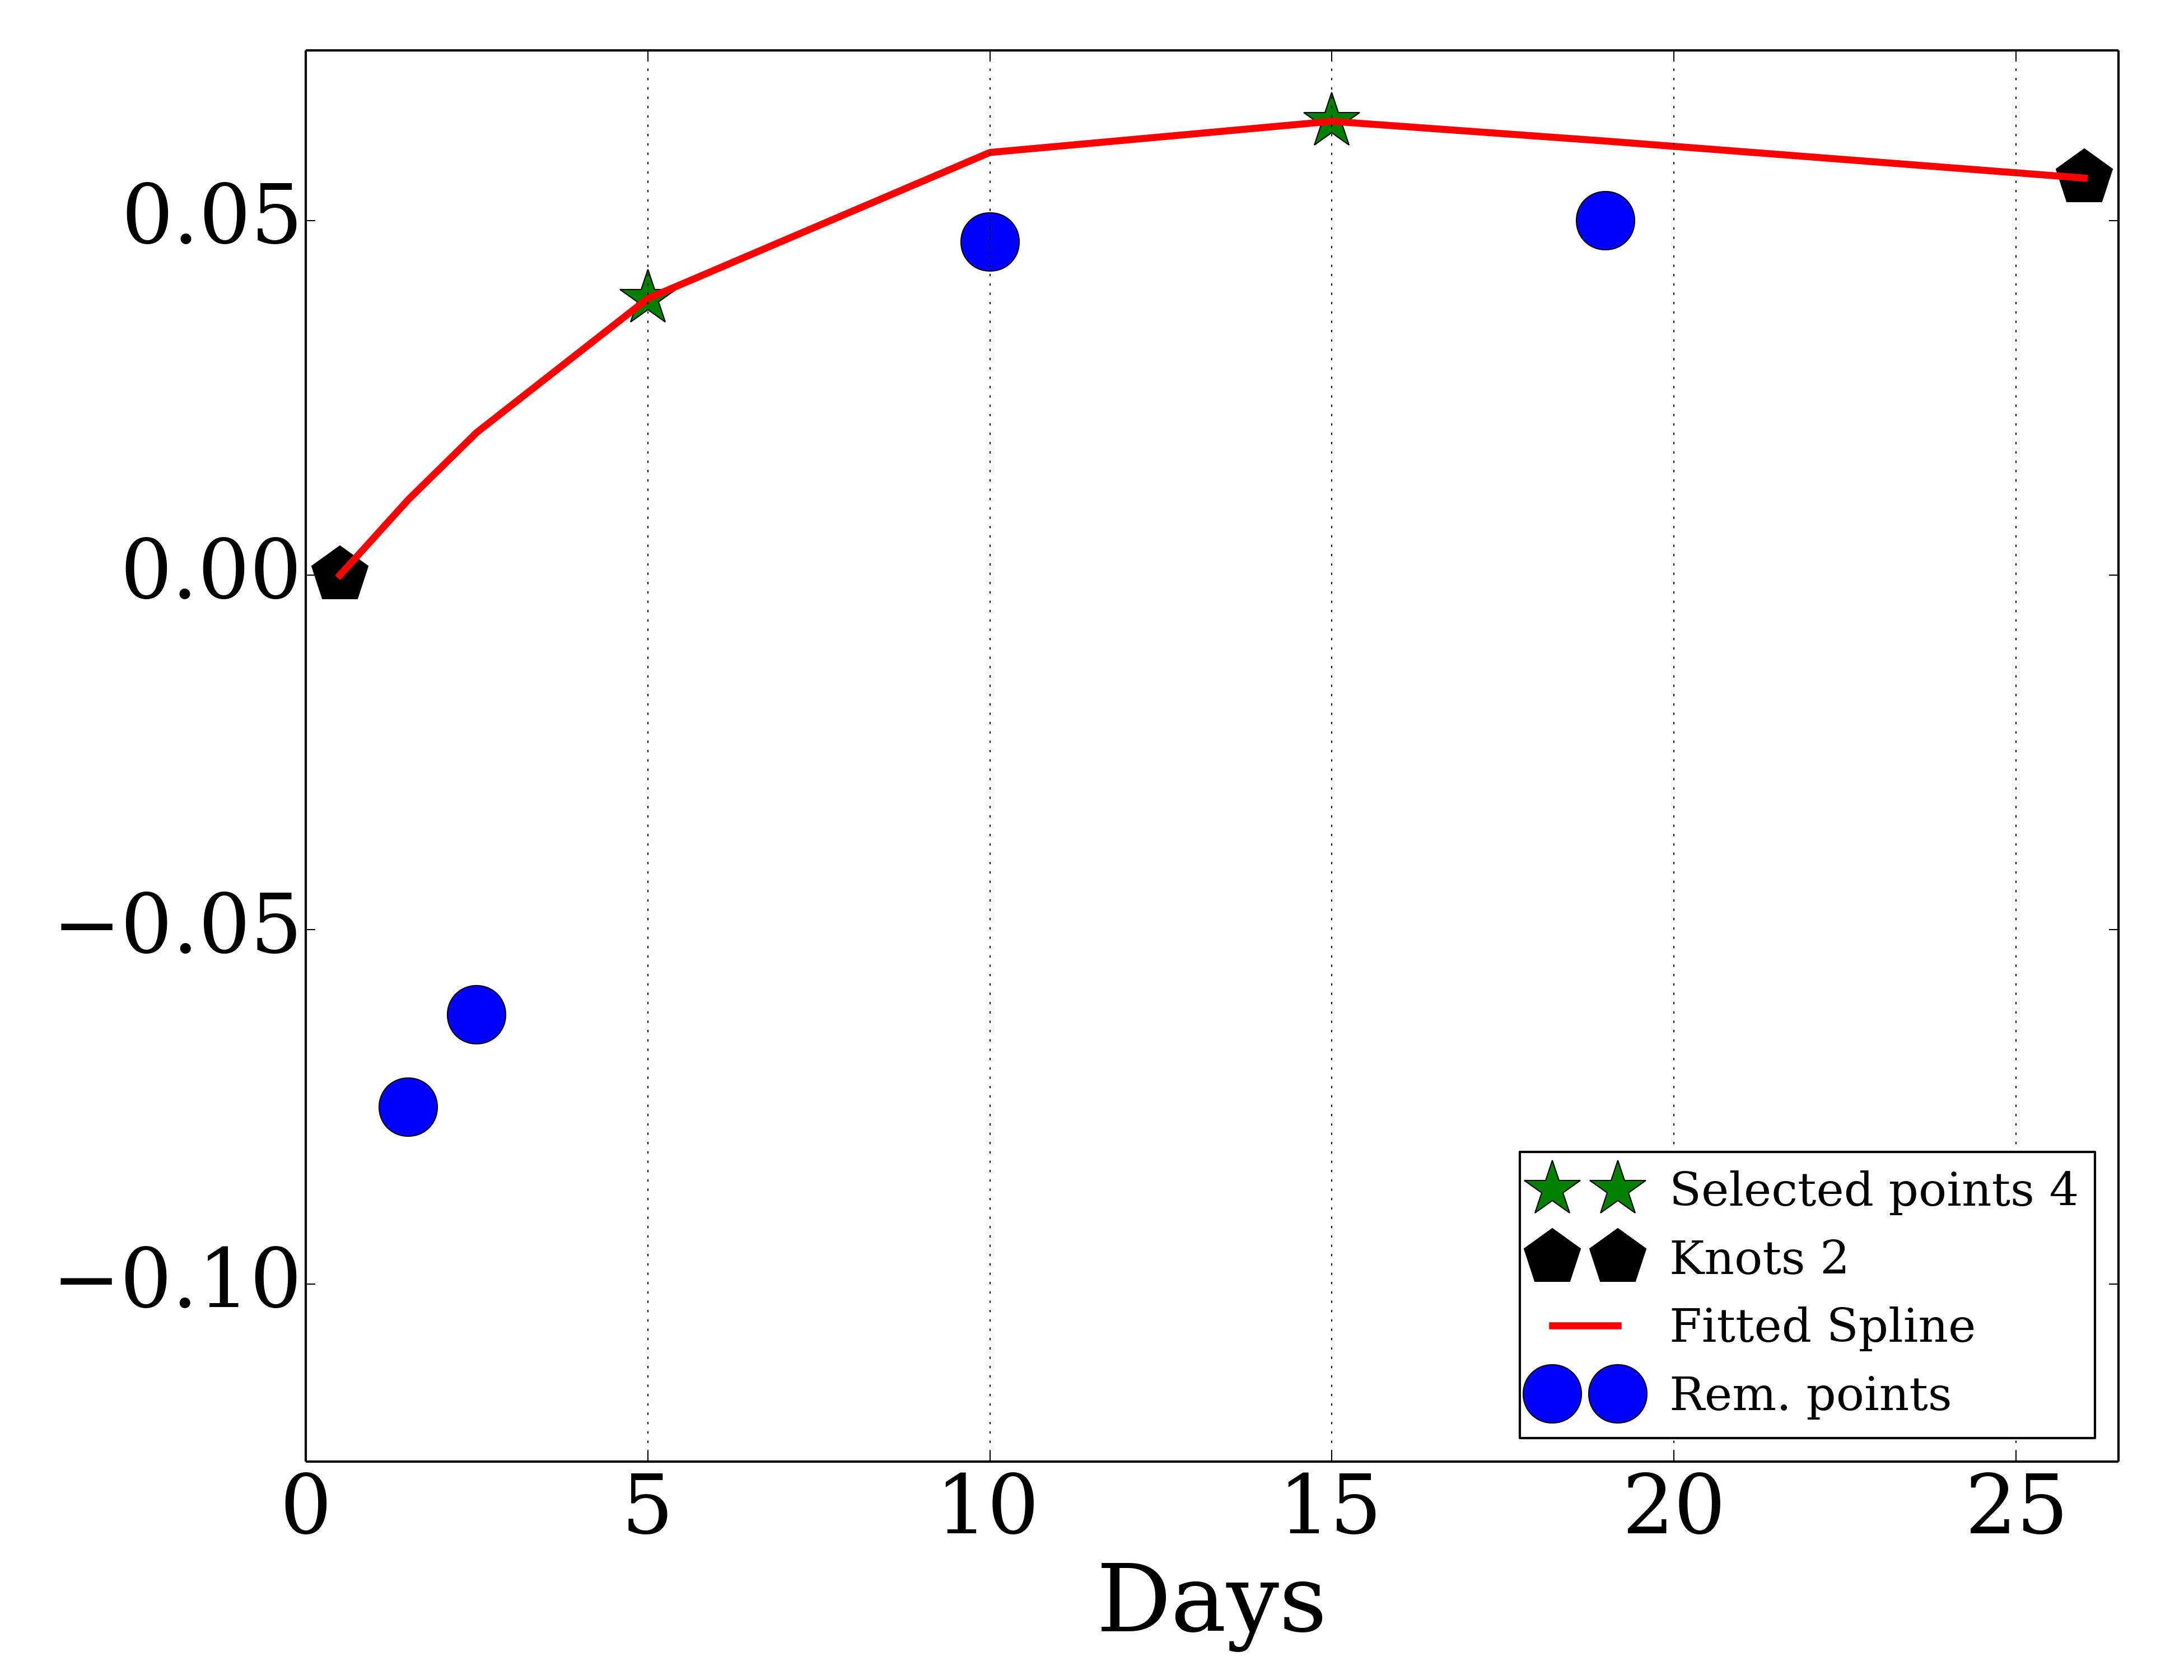 0.05
0.00
−0.05
−0.10
Selected points 4
Knots 2
Fitted Spline
Rem. points
0 5 10 15 20 25
Days